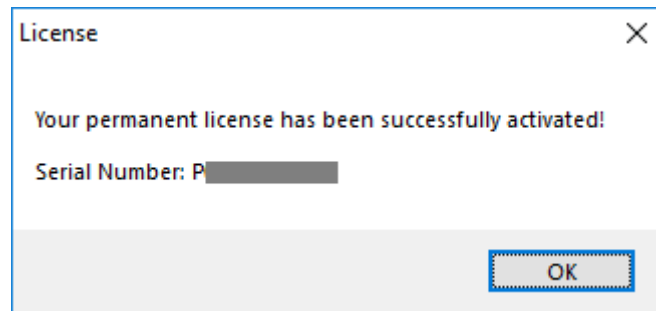 License
Your permanent license has been successfully activated!
Serial Number: P
OK